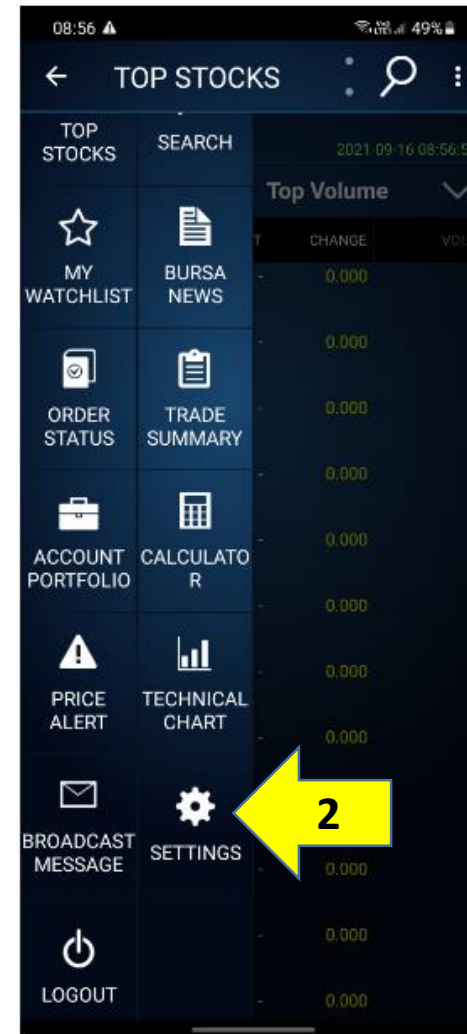 08:56
49%
TOP STOCKS
TOP
STOCKS
SEARCH
2021-09-16 08:56:5
Top Volume
T CHANGE VOL
MY
WATCHLIST
BURSA
NEWS
- 0.000
- 0.000
ORDER
STATUS
TRADE
SUMMARY
- 0.000
- 0.000
ACCOUNT
PORTFOLIO
CALCULATO
R
- 0.000
- 0.000
PRICE
ALERT
TECHNICAL
CHART
- 0.000
- 0.000
BROADCAST
MESSAGE
SETTINGS
2
- 0.000
- 0.000
LOGOUT
- 0.000